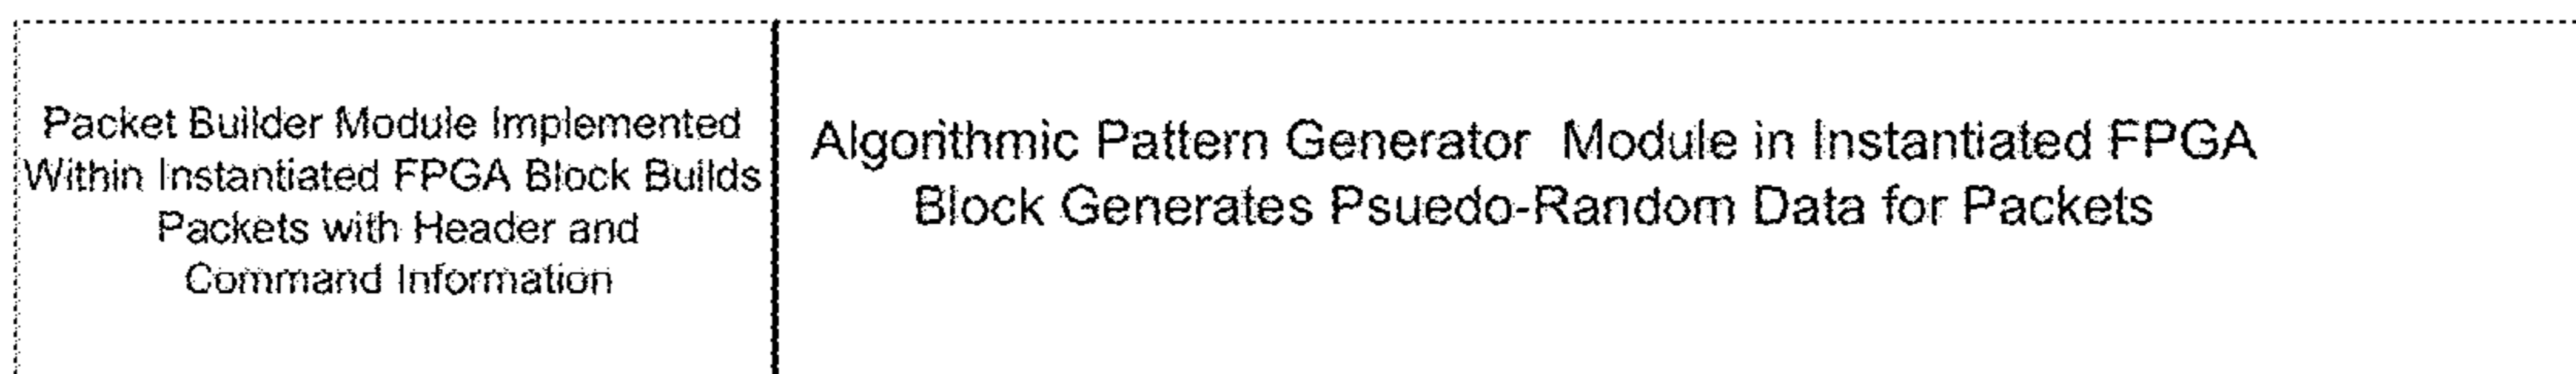 Packet Builder Module Implemented
Within Instantiated FPGA Block Builds
Packets with Header and
Command Information
Algorithmic Pattern Generator Module in Instantiated FPGA
Block Generates Psuedo-Random Data for Packets